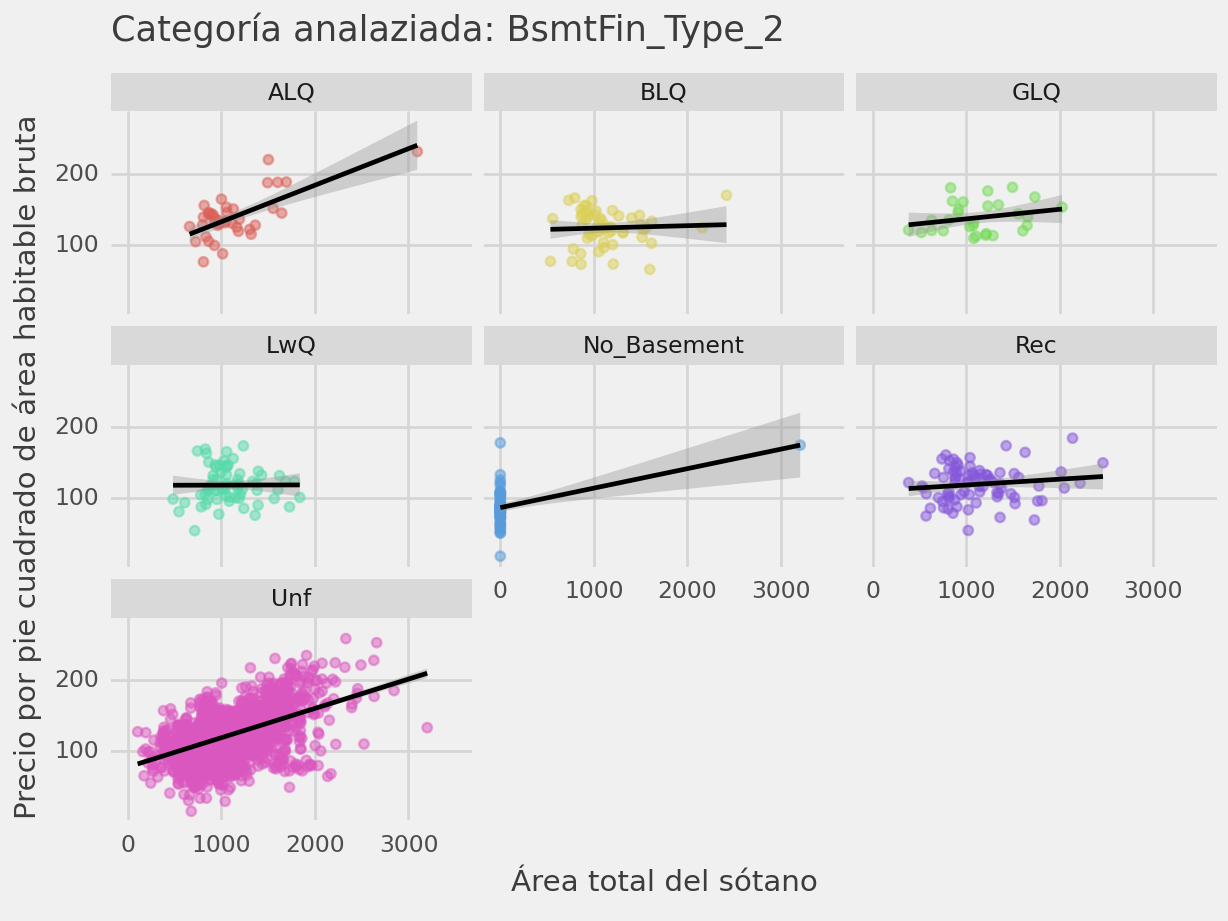 Categoría analaziada: BsmtFin_Type_2
ALQ
BLQ
GLQ
200
100
LwQ
No_Basement
Rec
200
100
0 1000 2000 3000
0 1000 2000 3000
Unf
200
100
0 1000 2000 3000
Precio por pie cuadrado de área habitable bruta
Área total del sótano